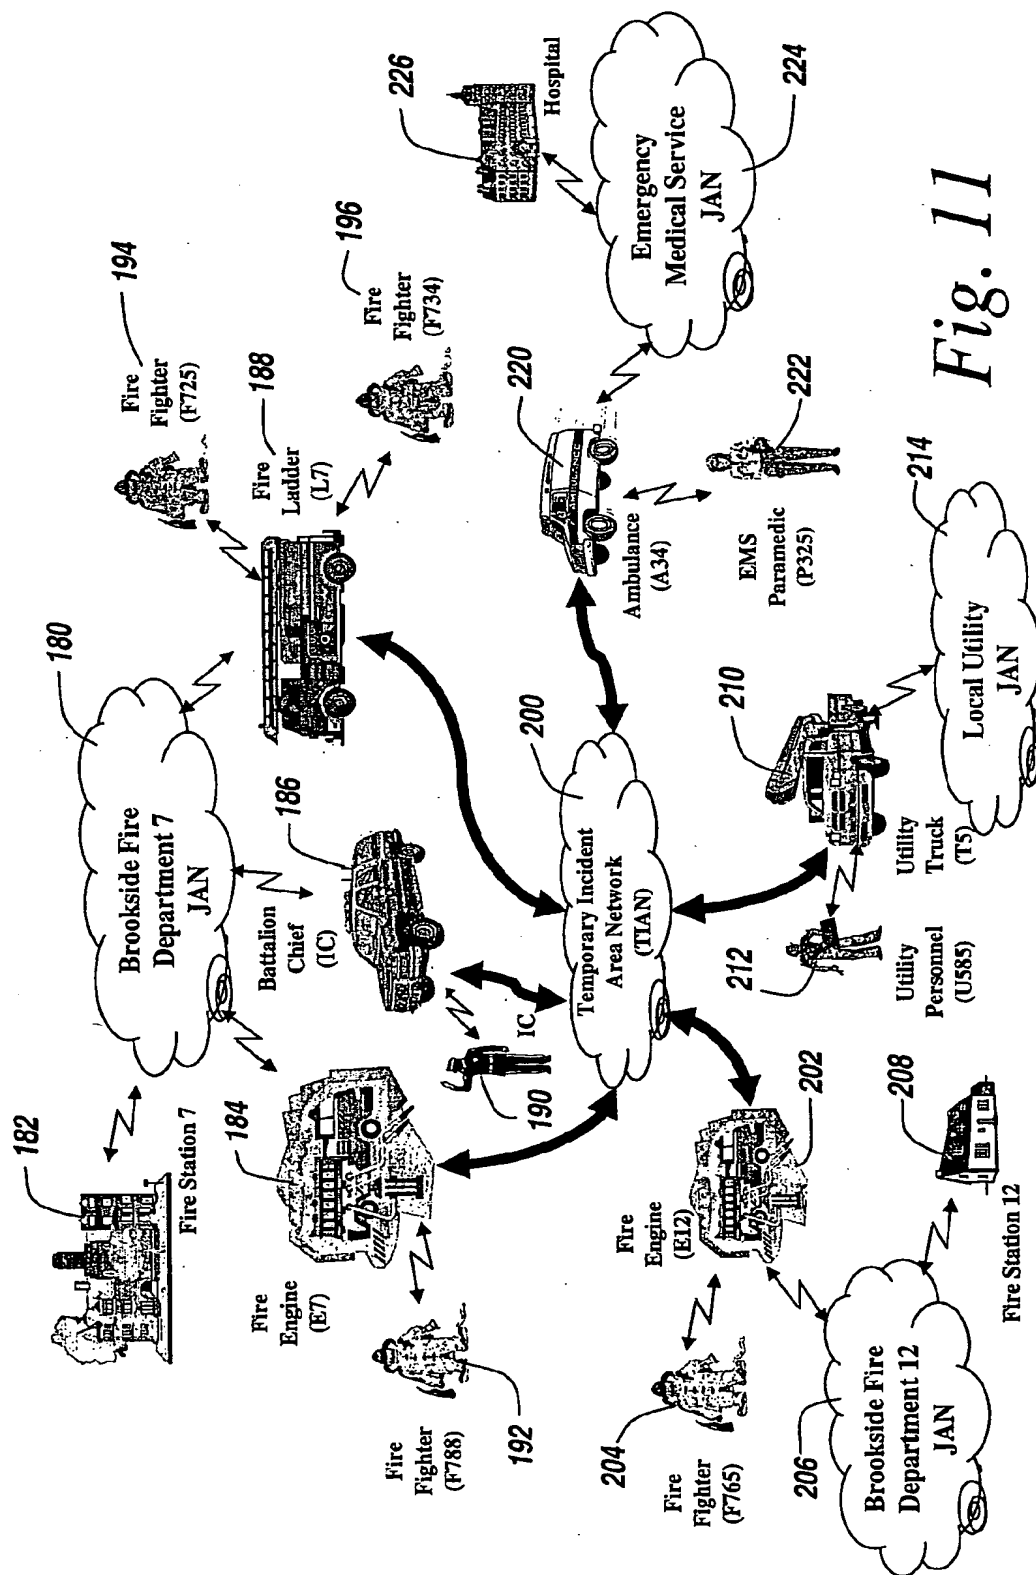 182
Fire Station 7
180
Brookside Fire
Department 7
JAN
194
Fire
Fighter
(F725)
226
Hospital
184
Fire
Engine
(E7)
186
Battalion
Chief
(IC)
188
Fire
Ladder
(L7)
196
Fire
Fighter
(F734)
Fire
Fighter
(F788)
192
190
IC
200
Temporary Incident
Area Network
(TIAN)
220
Ambulance
(A34)
Emergency
Medical Service
JAN
224
204
Fire
Fighter
(F765)
Fire
Engine
(E12)
202
212
Utility
Personnel
(U585)
210
Utility
Truck
(T5)
EMS
Paramedic
(P325)
222
206
Brookside Fire
Department 12
JAN
208
Fire Station 12
214
Local Utility
JAN
Fig. 11